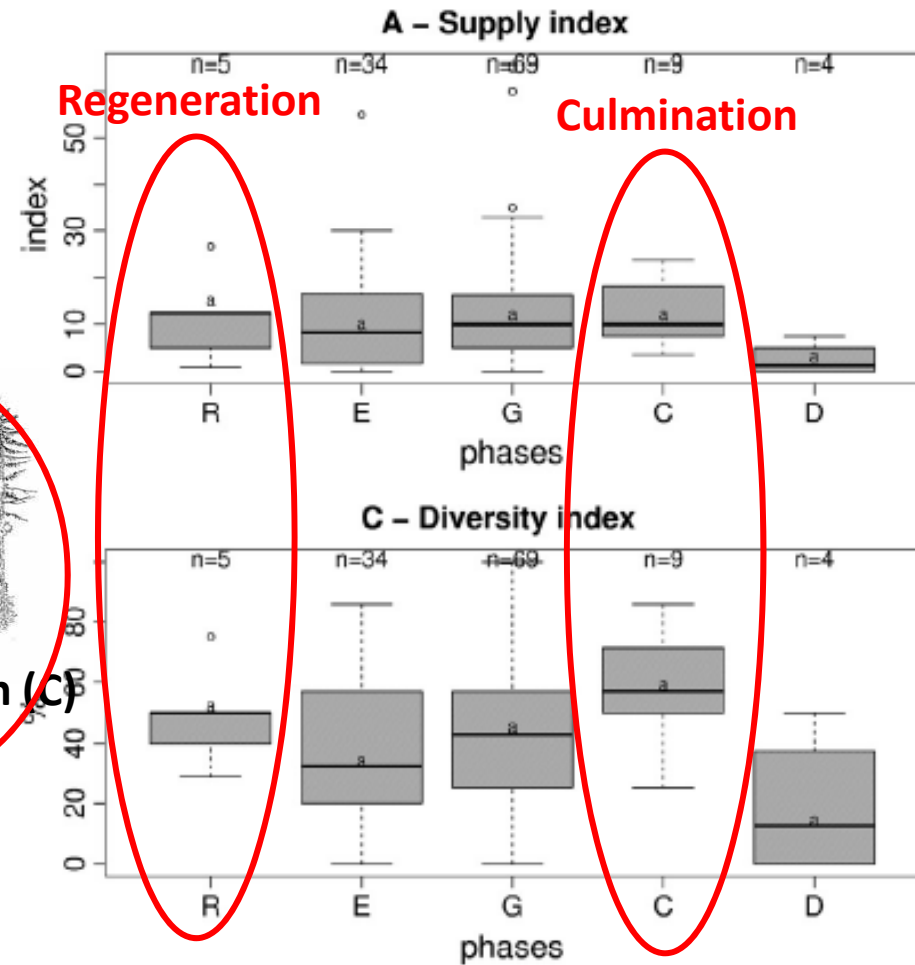 A – Supply index
n=5 n=34 n=69 n=9 n=4
Regeneration
Culmination
50
30
10
0
index
R E G C D
phases
C – Diversity index
n=5 n=34 n=69 n=9 n=4
80
60
40
20
0
n (C)
R E G C D
phases
a a a a a
a a a a a